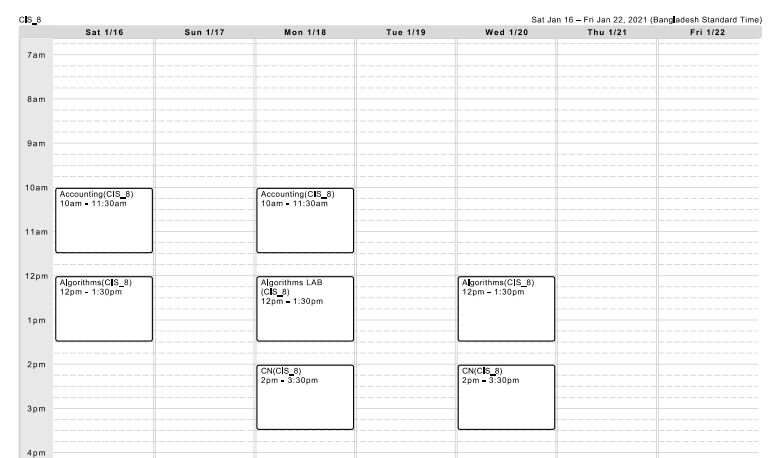 CIS_8
Sat Jan 16 – Fri Jan 22, 2021 (Bangladesh Standard Time)
Sat 1/16 Sun 1/17 Mon 1/18 Tue 1/19 Wed 1/20 Thu 1/21 Fri 1/22
7am
8am
9am
10am
Accounting(CIS_8)
10am - 11:30am
Accounting(CIS_8)
10am - 11:30am
11am
12pm
Algorithms(CIS_8)
12pm - 1:30pm
Algorithms LAB
(CIS_8)
12pm - 1:30pm
Algorithms(CIS_8)
12pm - 1:30pm
1pm
2pm
CN(CIS_8)
2pm - 3:30pm
CN(CIS_8)
2pm - 3:30pm
3pm
4pm